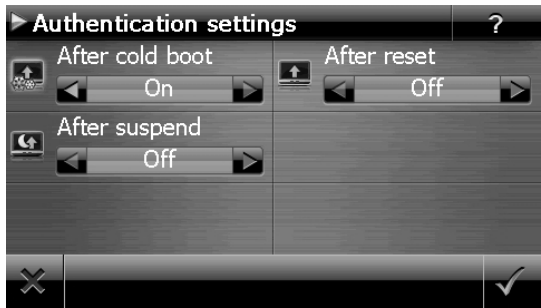 Authentication settings ?
After cold boot
On
After reset
Off
After suspend
Off